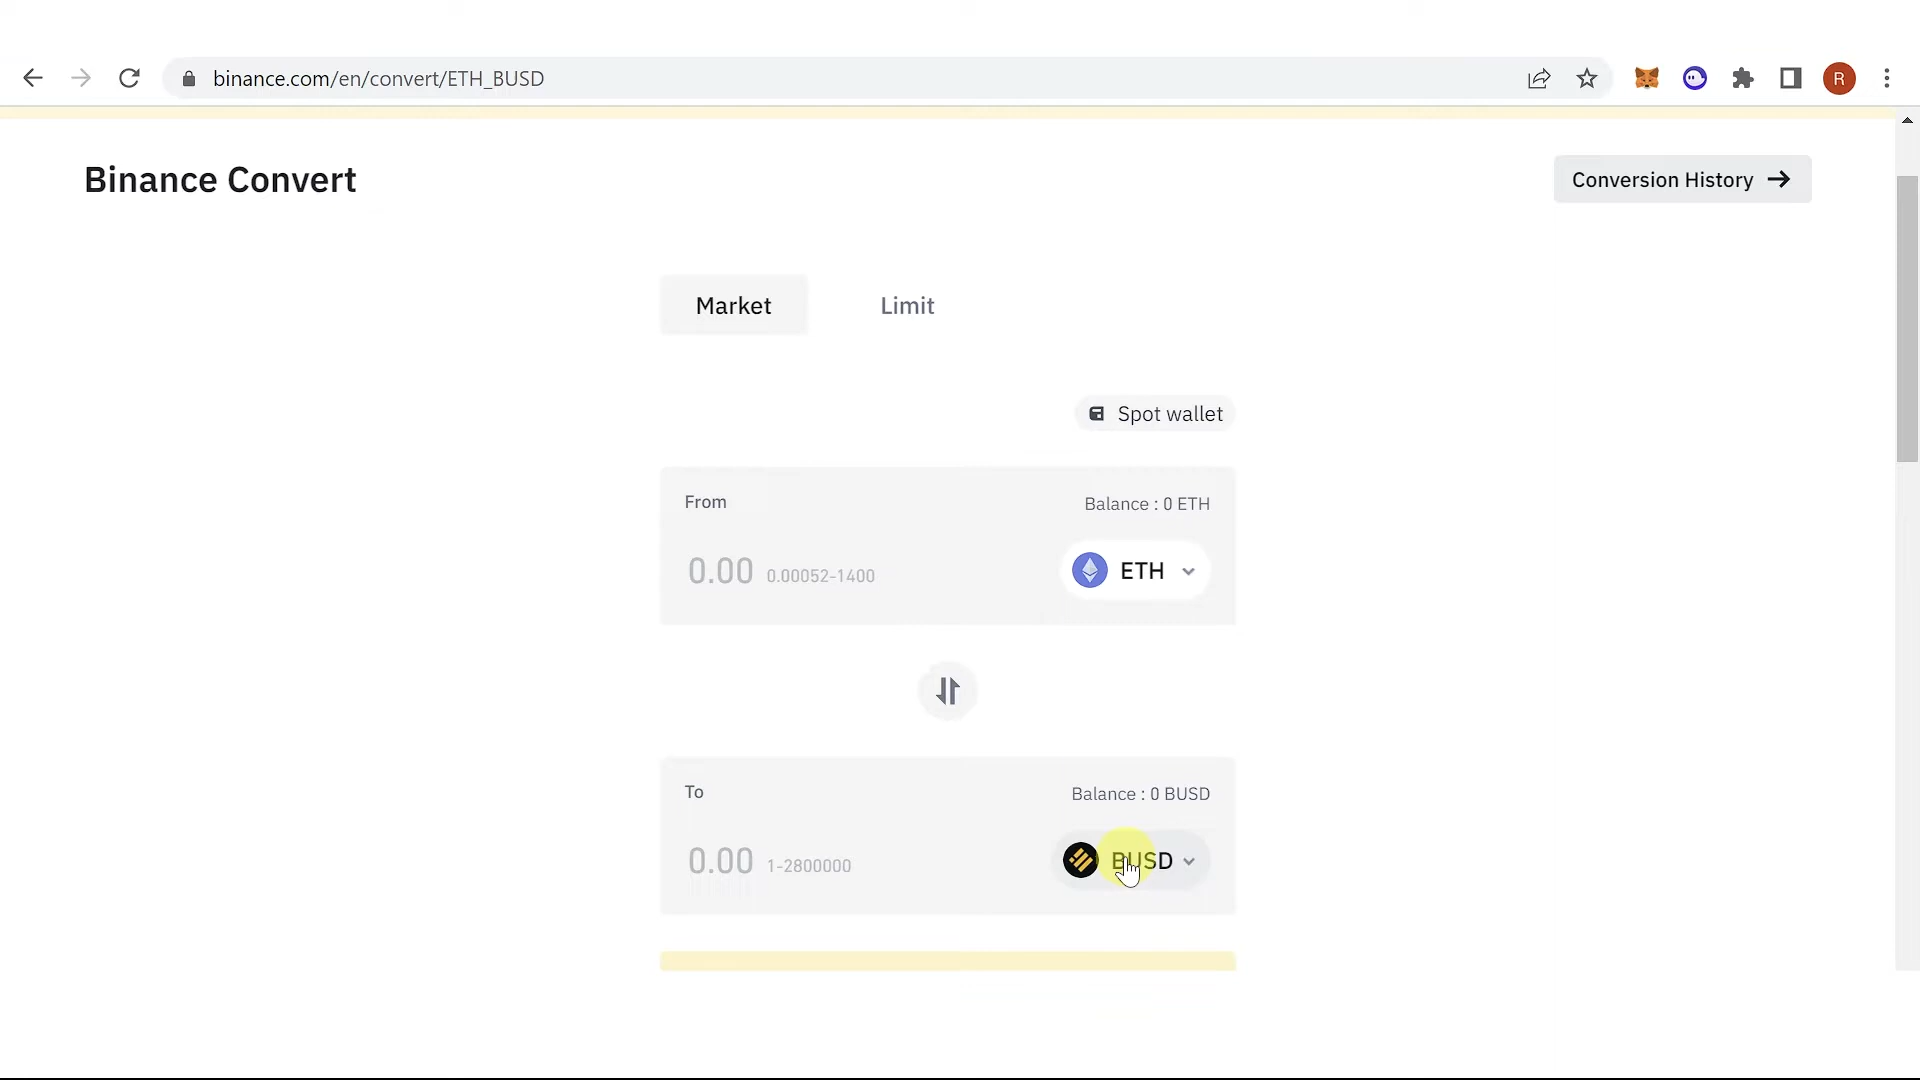 binance.com/en/convert/ETH_BUSD
R
Binance Convert
Conversion History
Market
Limit
Spot wallet
From
Balance : 0 ETH
0.00 0.00052-1400
ETH
To
Balance : 0 BUSD
0.00 1-2800000
BUSD